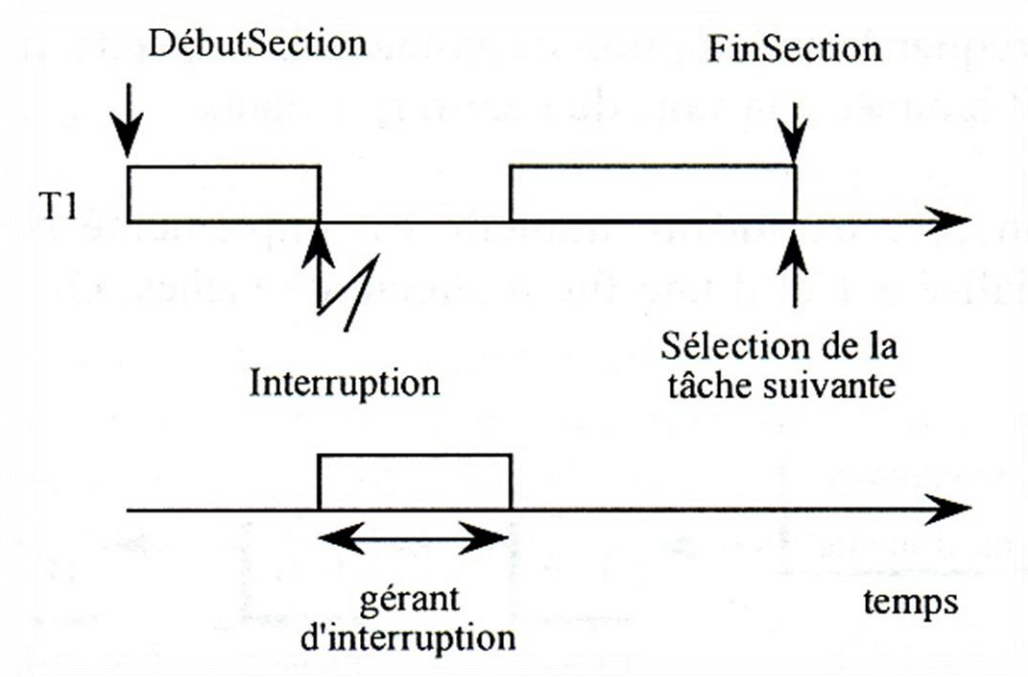 DébutSection
FinSection
T1
Sélection de la
tâche suivante
Interruption
gérant
d'interruption
temps